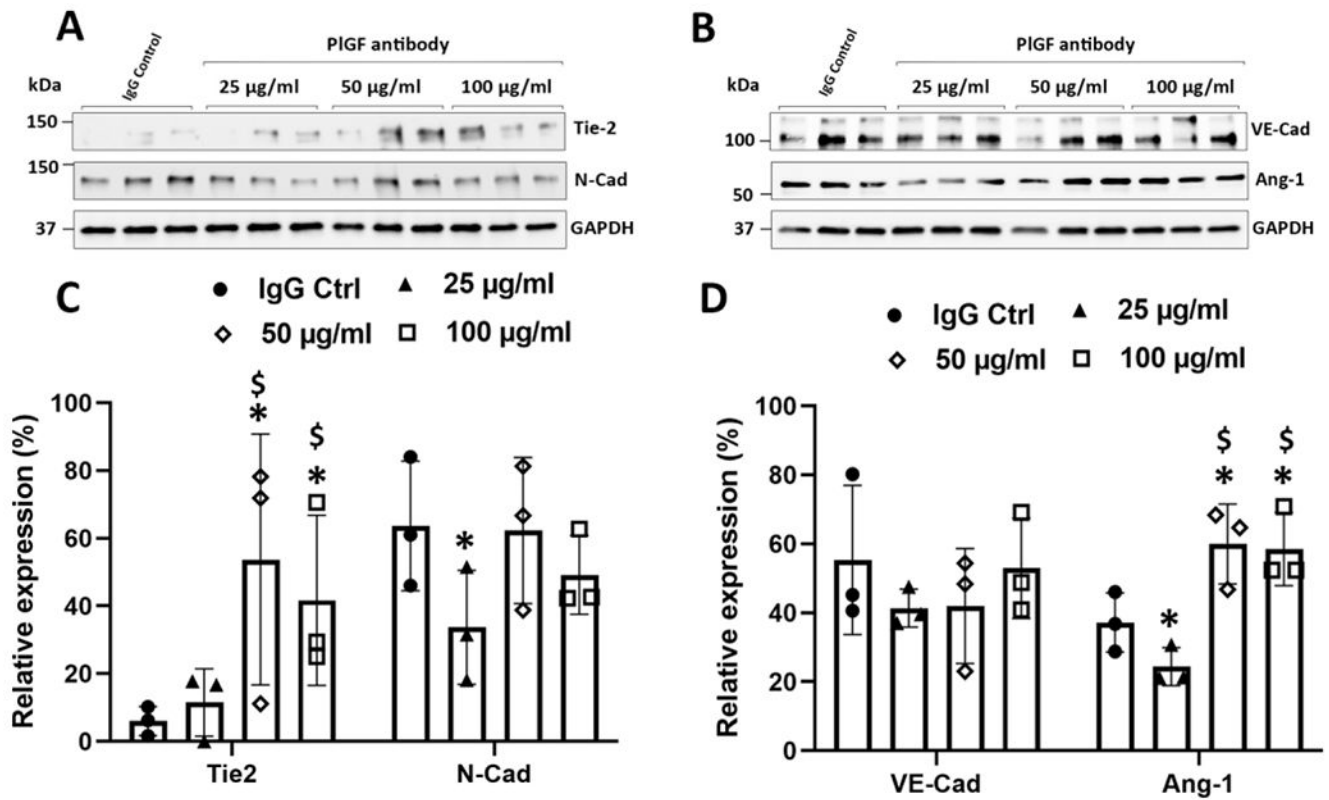 A
IgG Control
PlGF antibody
kDa
25 µg/ml
50 µg/ml
100 µg/ml
150
Tie-2
150
N-Cad
37
GAPDH
B
IgG Control
PlGF antibody
kDa
25 µg/ml
50 µg/ml
100 µg/ml
100
VE-Cad
50
Ang-1
37
GAPDH
C
IgG Ctrl
25 µg/ml
50 µg/ml
100 µg/ml
Relative expression (%)
100
80
60
40
20
0
$
*
$
*
*
Tie2
N-Cad
D
IgG Ctrl
25 µg/ml
50 µg/ml
100 µg/ml
Relative expression (%)
100
80
60
40
20
0
*
$
*
$
*
VE-Cad
Ang-1